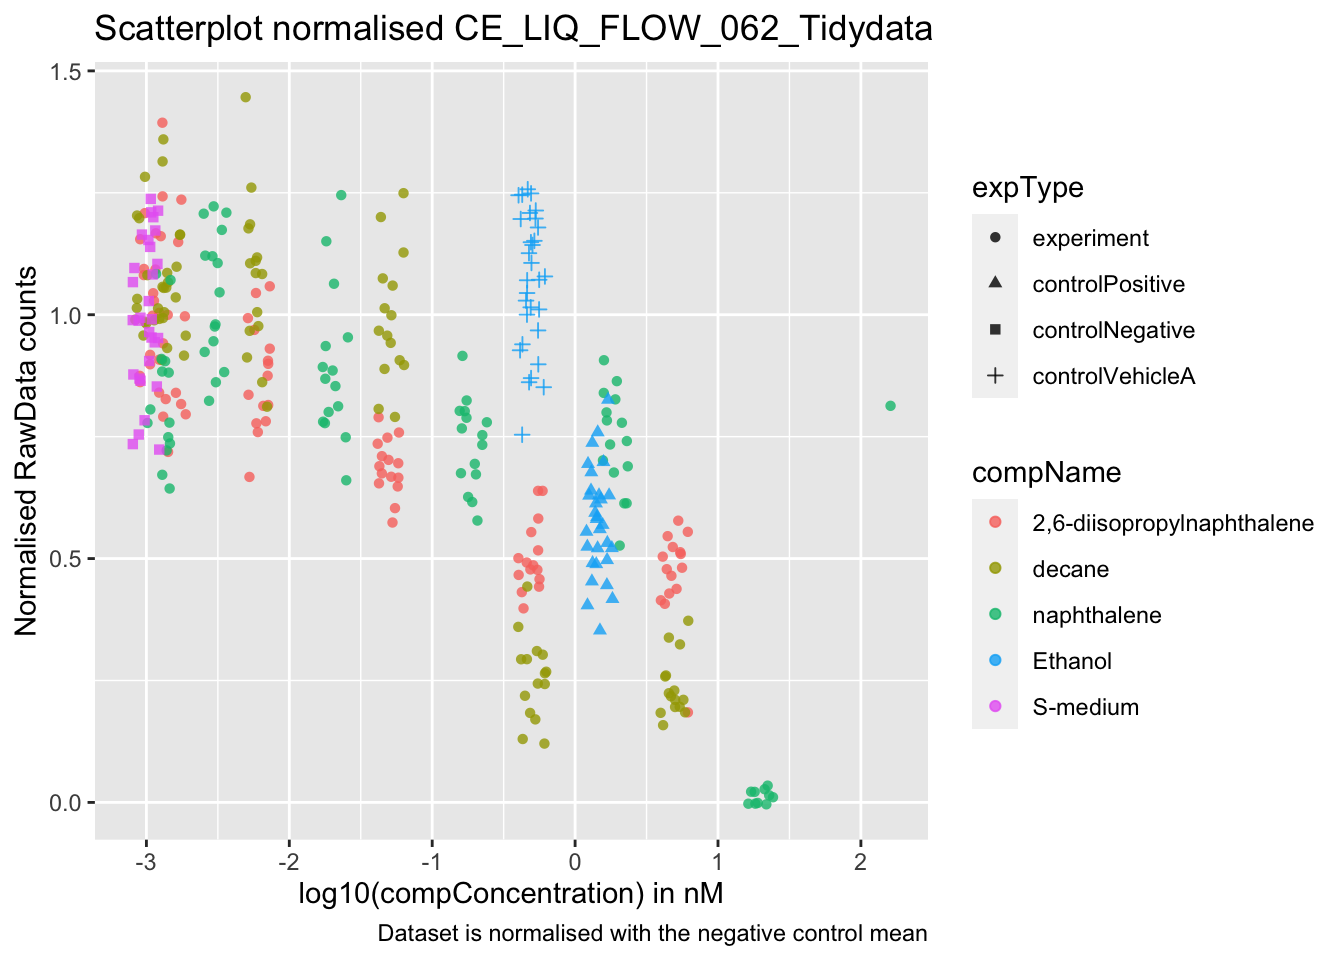 Scatterplot normalised CE_LIQ_FLOW_062_Tidydata
1.5
1.0
0.5
0.0
Normalised RawData counts
-3 -2 -1 0 1 2
log10(compConcentration) in nM
Dataset is normalised with the negative control mean
expType
experiment
controlPositive
controlNegative
controlVehicleA
compName
2,6-diisopropylnaphthalene
decane
naphthalene
Ethanol
S-medium